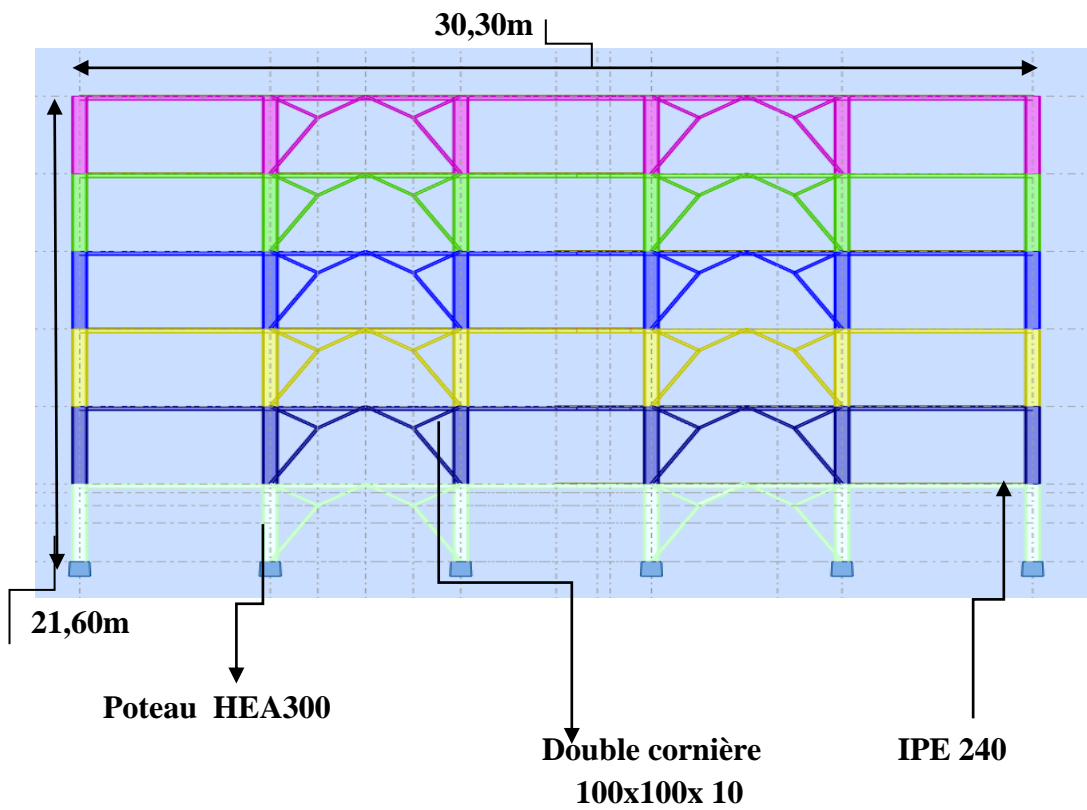 30,30m
21,60m
Poteau HEA300
Double cornière
100x100x 10
IPE 240